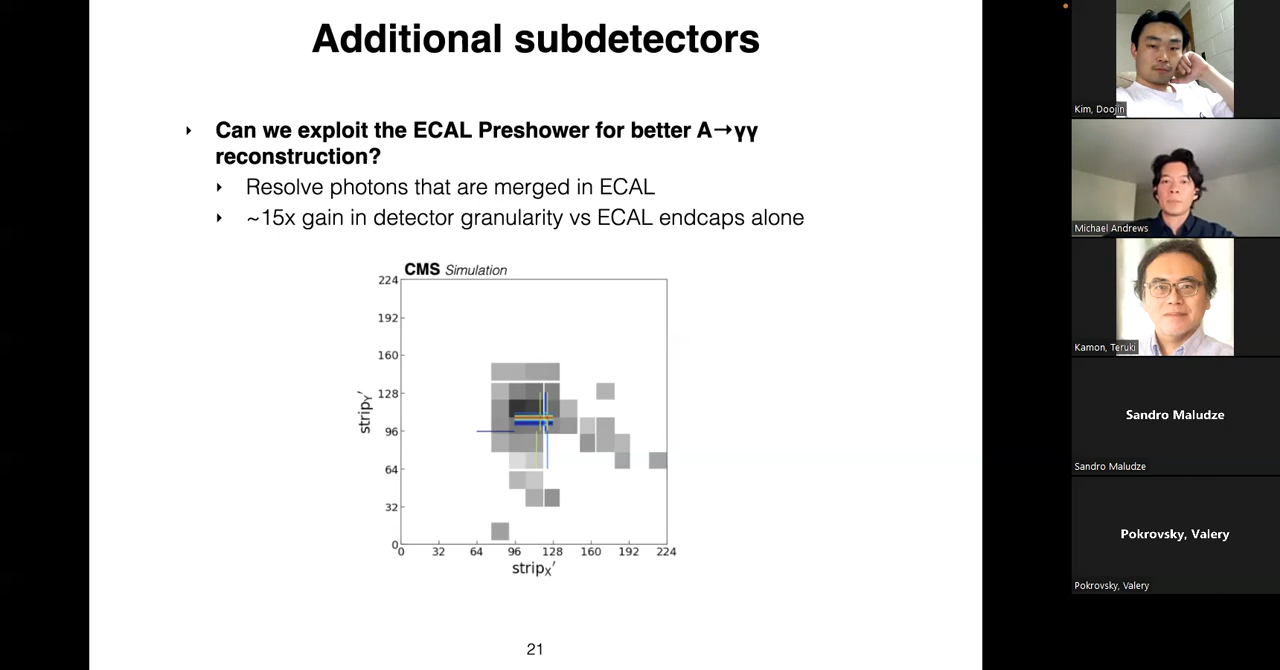 Additional subdetectors
‣ Can we exploit the ECAL Preshower for better A→γγ
reconstruction?
‣ Resolve photons that are merged in ECAL
‣ ~15x gain in detector granularity vs ECAL endcaps alone
CMS Simulation
224
192
160
128
96
64
32
0
stripY′
0 32 64 96 128 160 192 224
stripX′
21
Kim, Doojin
Michael Andrews
Kamon, Teruki
Sandro Maludze
Sandro Maludze
Pokrovsky, Valery
Pokrovsky, Valery